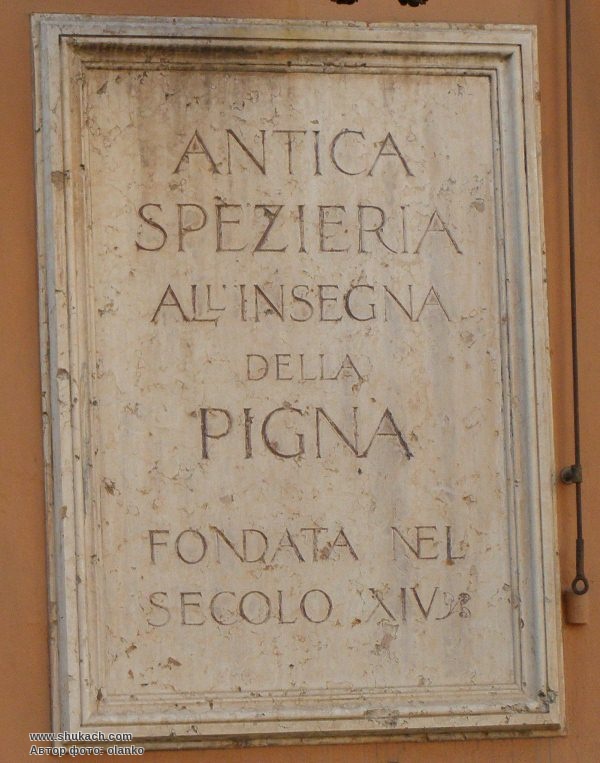 ANTICA
SPEZIERIA
ALL'INSEGNA
DELLA
PIGNA
FONDATA NEL
SECOLO XIV
www.shukach.com
Автор фото: olanko